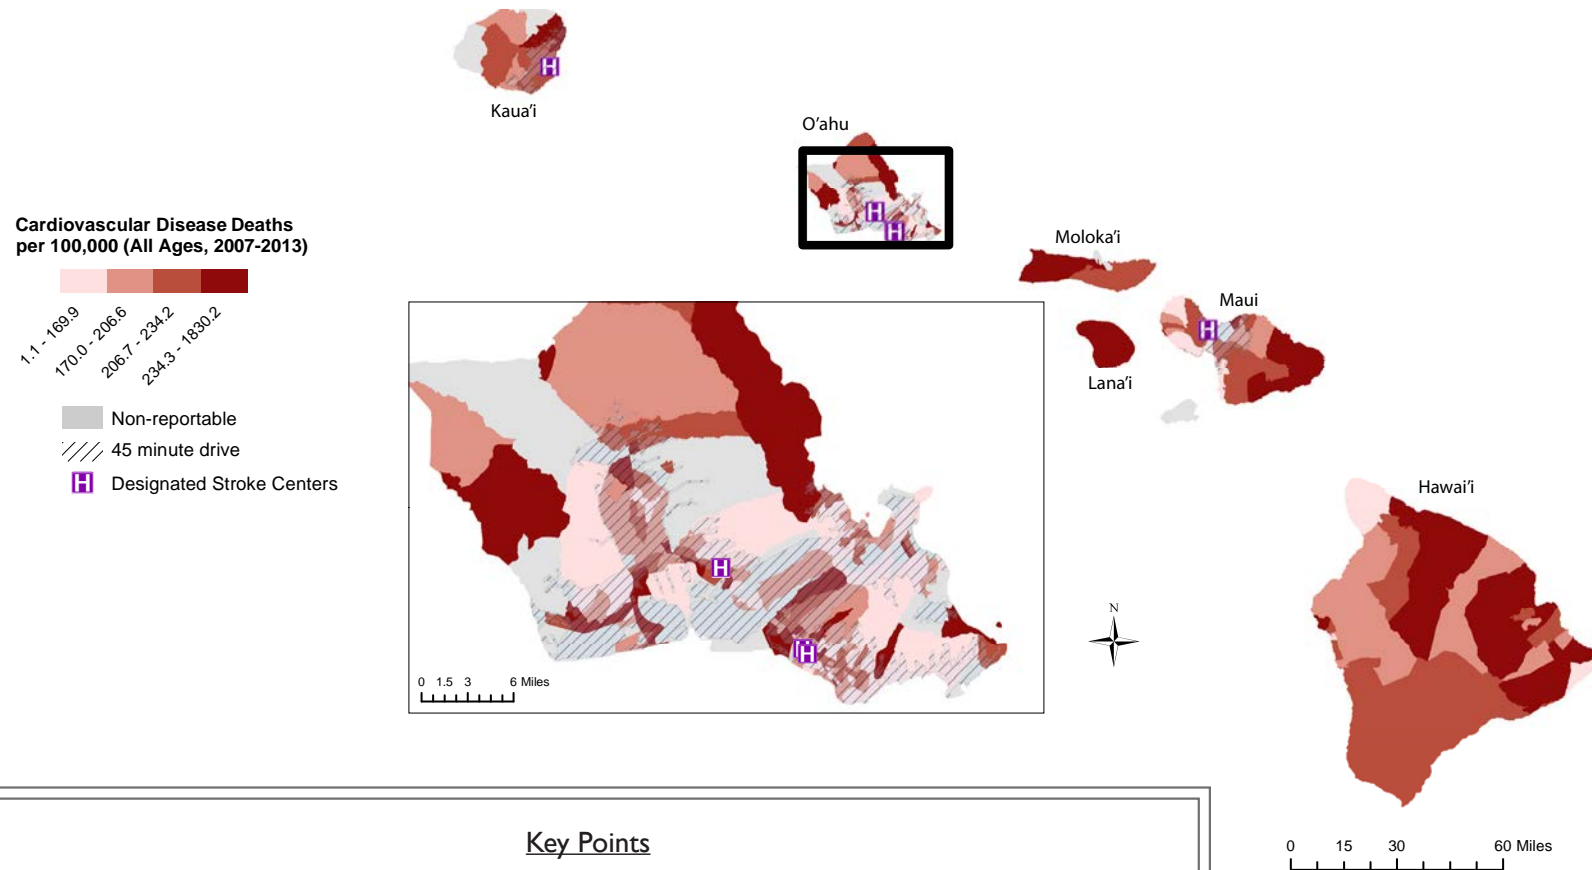 Kaua'i
O'ahu
Cardiovascular Disease Deaths
per 100,000 (All Ages, 2007-2013)
1.1 - 169.9
170.0 - 206.6
206.7 - 234.2
234.3 - 1830.2
Non-reportable
45 minute drive
H Designated Stroke Centers
H
H
H
Moloka'i
Maui
H
Lana'i
Hawai'i
H
H
N
0 1.5 3 6 Miles
Key Points
0 15 30 60 Miles